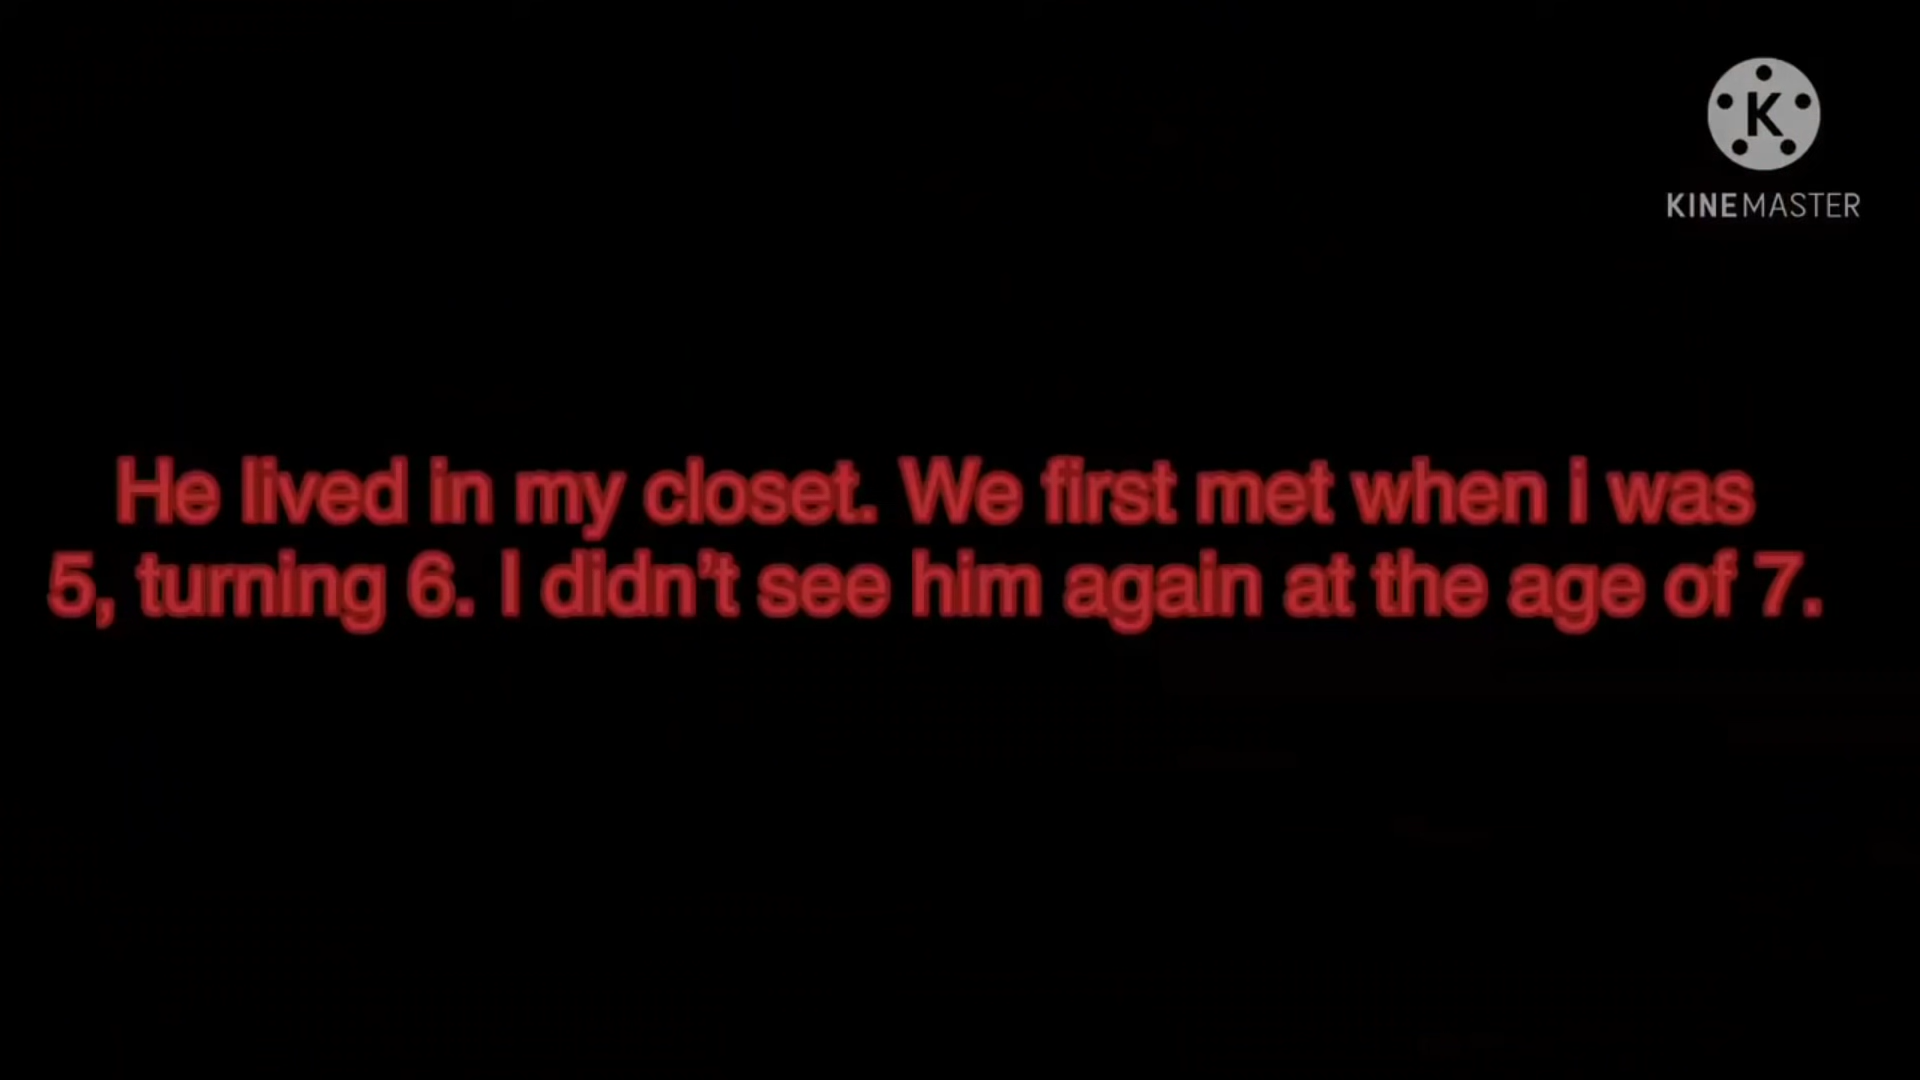 K
KINEMASTER
He lived in my closet. We first met when i was
5, turning 6. I didn't see him again at the age of 7.